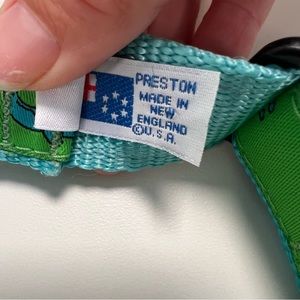 PRESTON
MADE IN
NEW
ENGLAND
©U.S.A.